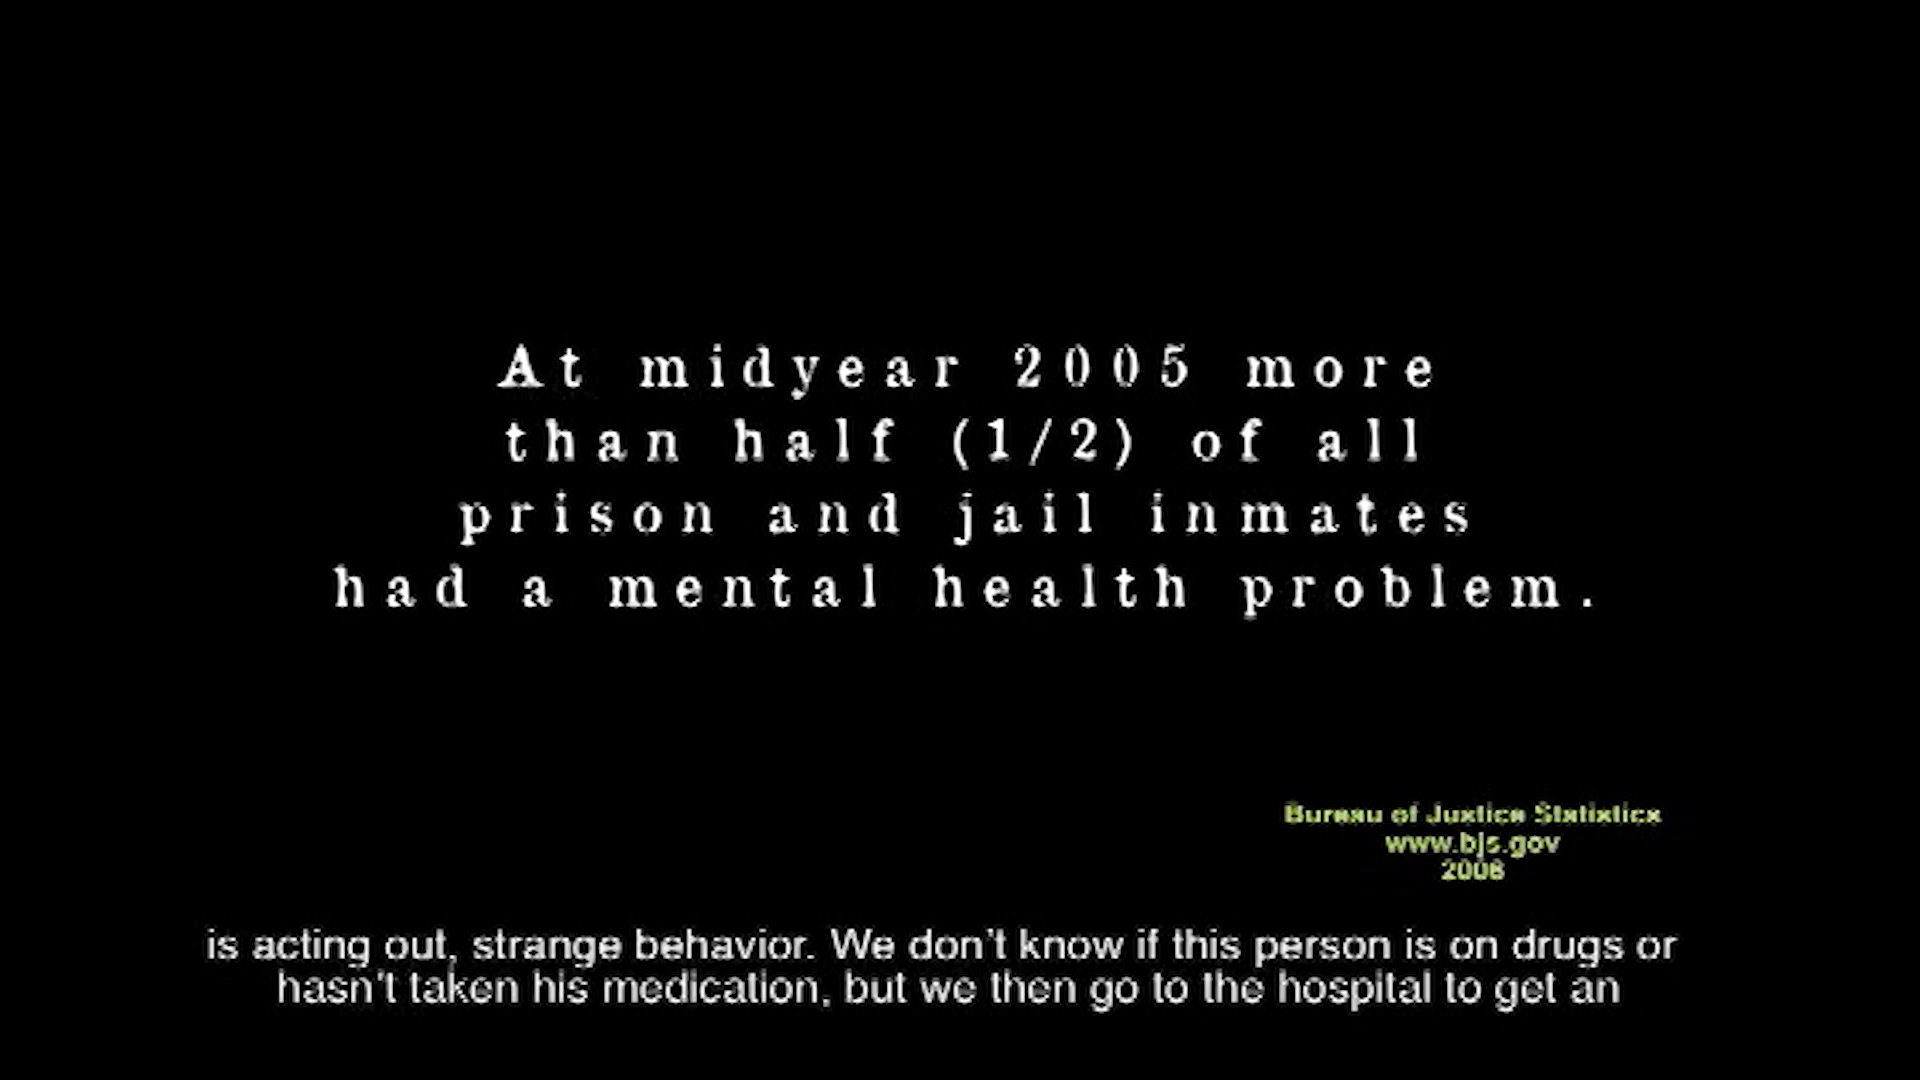 At midyear 2005 more
than half (1/2) of all
prison and jail inmates
had a mental health problem.
Bureau of Justice Statistics
www.bjs.gov
2006
is acting out, strange behavior. We don't know if this person is on drugs or
hasn't taken his medication, but we then go to the hospital to get an